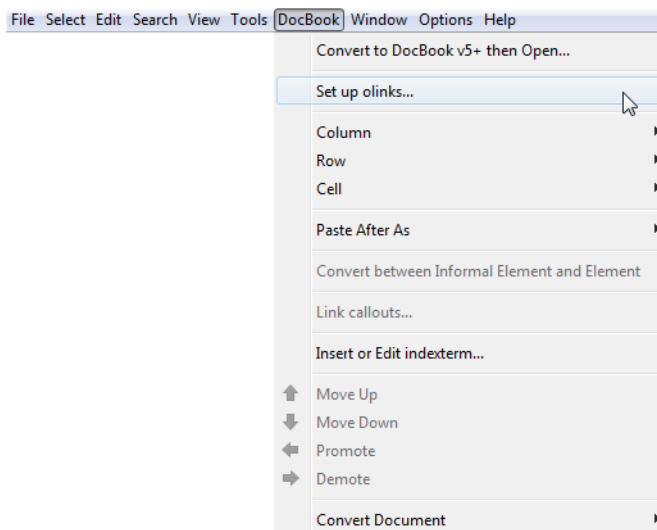 File Select Edit Search View Tools DocBook Window Options Help
Convert to DocBook v5+ then Open...
Set up olinks...
Column
Row
Cell
Paste After As
Convert between Informal Element and Element
Link callouts...
Insert or Edit indexterm...
Move Up
Move Down
Promote
Demote
Convert Document